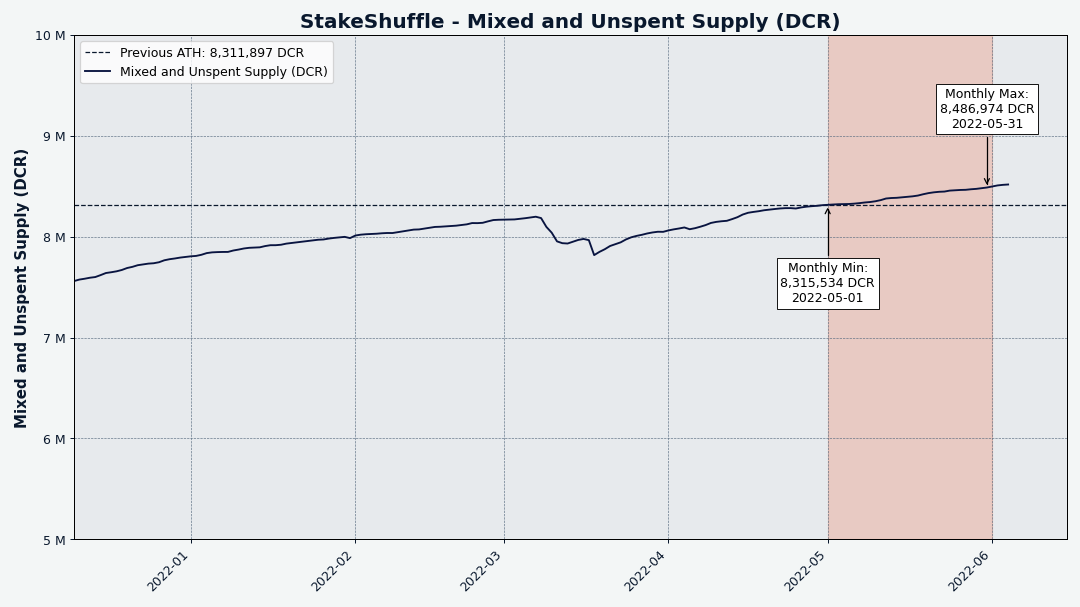 StakeShuffle - Mixed and Unspent Supply (DCR)
Mixed and Unspent Supply (DCR)
10 M
9 M
8 M
7 M
6 M
5 M
Previous ATH: 8,311,897 DCR
Mixed and Unspent Supply (DCR)
Monthly Max:
8,486,974 DCR
2022-05-31
Monthly Min:
8,315,534 DCR
2022-05-01
2022-01
2022-02
2022-03
2022-04
2022-05
2022-06